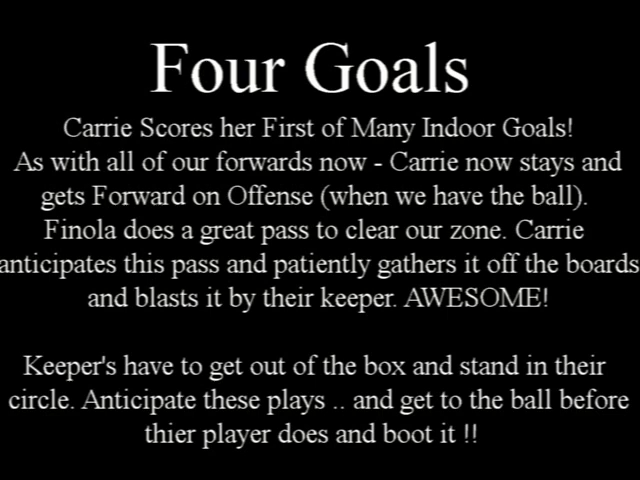 Four Goals
Carrie Scores her First of Many Indoor Goals!
As with all of our forwards now - Carrie now stays and
gets Forward on Offense (when we have the ball).
Finola does a great pass to clear our zone. Carrie
anticipates this pass and patiently gathers it off the boards
and blasts it by their keeper. AWESOME!
Keeper's have to get out of the box and stand in their
circle. Anticipate these plays .. and get to the ball before
thier player does and boot it !!